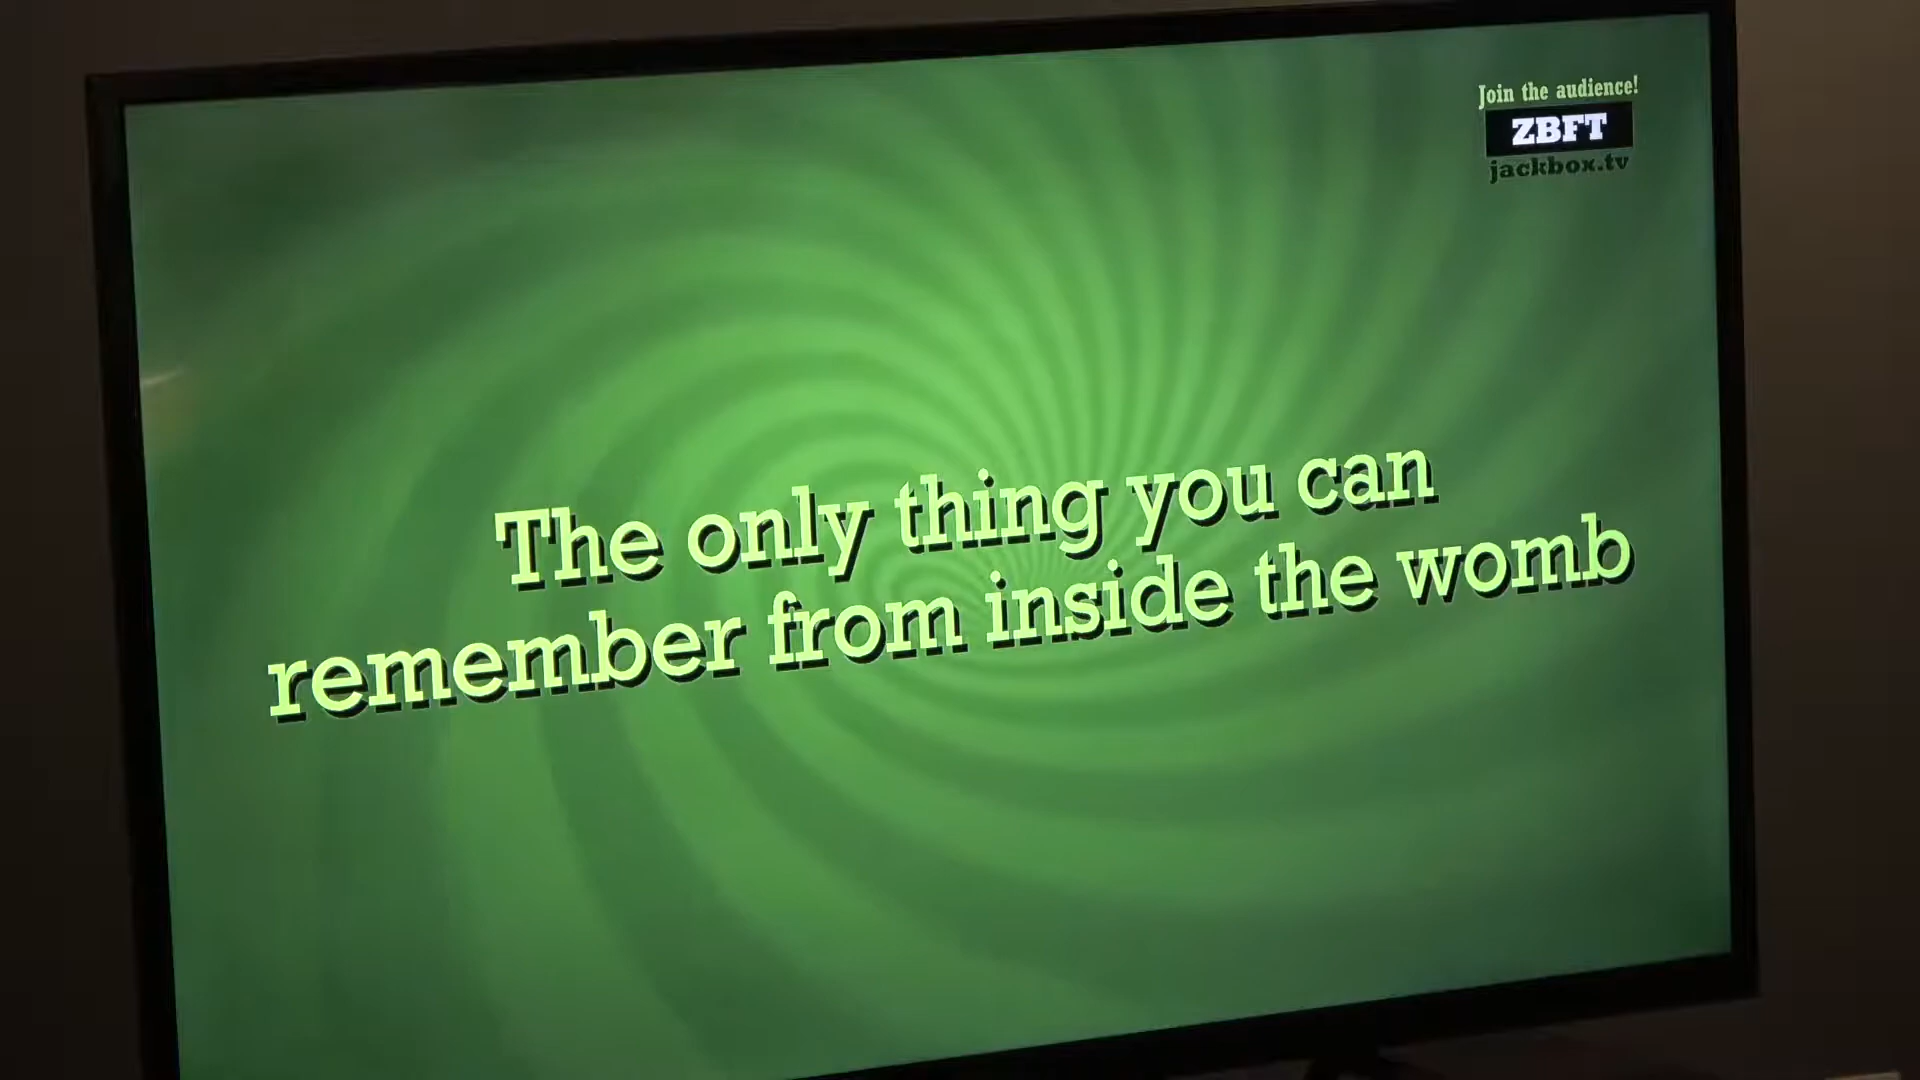 Join the audience!
ZBFT
jackbox.tv
The only thing you can
remember from inside the womb